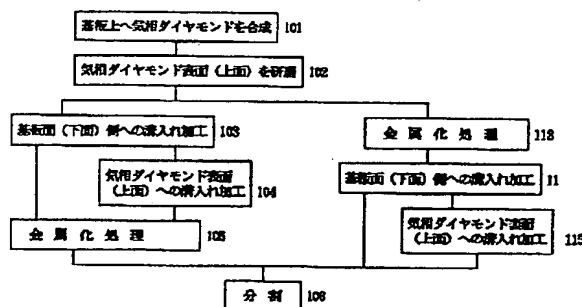 基板上へ気相ダイヤモンドを合成 101
気相ダイヤモンド表面（上面）を研磨 102
基板面（下面）側への溝入れ加工 103
気相ダイヤモンド表面
（上面）への溝入れ加工
104
金属化処理 105
金属化処理 113
基板面（下面）側への溝入れ加工 11
気相ダイヤモンド表面
（上面）への溝入れ加工 115
分割 106